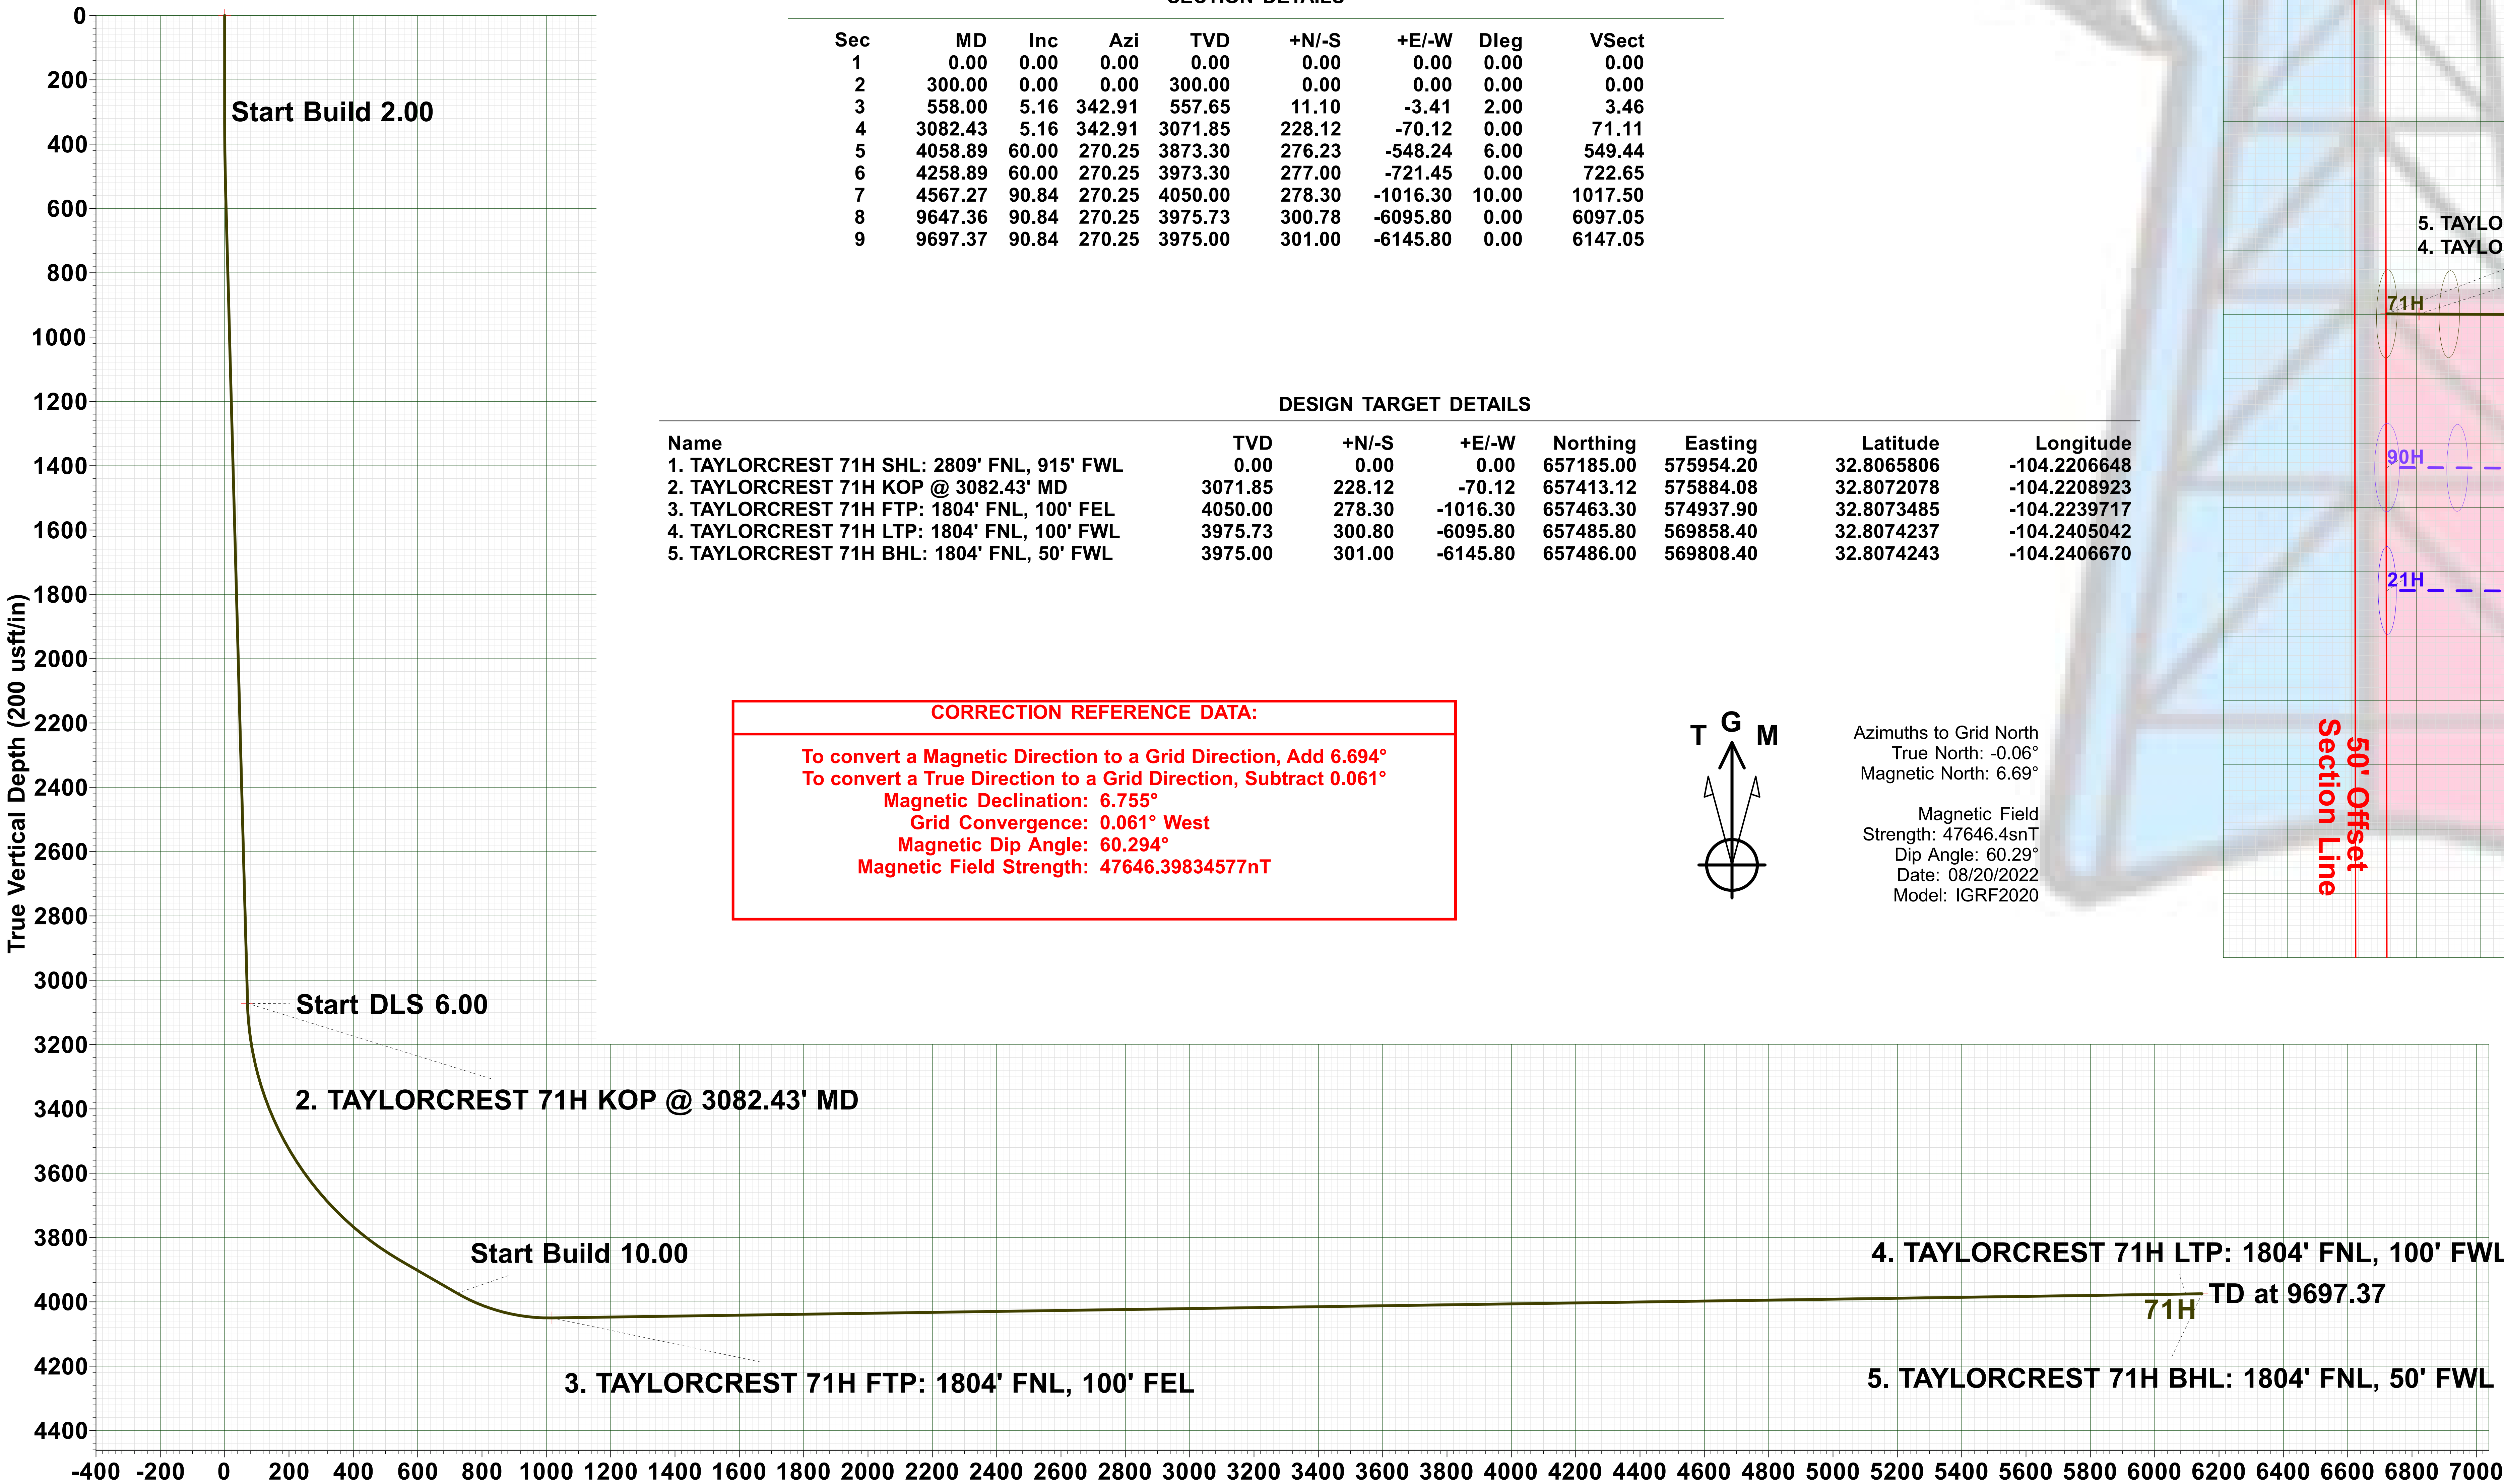 SECTION DETAILS
Sec MD Inc Azi TVD +N/-S +E/-W Dleg VSect
1 0.00 0.00 0.00 0.00 0.00 0.00 0.00 0.00
2 300.00 0.00 0.00 300.00 0.00 0.00 0.00 0.00
3 558.00 5.16 342.91 557.65 11.10 -3.41 2.00 3.46
4 3082.43 5.16 342.91 3071.85 228.12 -70.12 0.00 71.11
5 4058.89 60.00 270.25 3873.30 276.23 -548.24 6.00 549.44
6 4258.89 60.00 270.25 3973.30 277.00 -721.45 0.00 722.65
7 4567.27 90.84 270.25 4050.00 278.30 -1016.30 10.00 1017.50
8 9647.36 90.84 270.25 3975.73 300.78 -6095.80 0.00 6097.05
9 9697.37 90.84 270.25 3975.00 301.00 -6145.80 0.00 6147.05
DESIGN TARGET DETAILS
Name TVD +N/-S +E/-W Northing Easting Latitude Longitude
1. TAYLORCREST 71H SHL: 2809' FNL, 915' FWL 0.00 0.00 0.00 657185.00 575954.20 32.8065806 -104.2206648
2. TAYLORCREST 71H KOP @ 3082.43' MD 3071.85 228.12 -70.12 657413.12 575884.08 32.8072078 -104.2208923
3. TAYLORCREST 71H FTP: 1804' FNL, 100' FEL 4050.00 278.30 -1016.30 657463.30 574937.90 32.8073485 -104.2239717
4. TAYLORCREST 71H LTP: 1804' FNL, 100' FWL 3975.73 300.80 -6095.80 657485.80 569858.40 32.8074237 -104.2405042
5. TAYLORCREST 71H BHL: 1804' FNL, 50' FWL 3975.00 301.00 -6145.80 657486.00 569808.40 32.8074243 -104.2406670
CORRECTION REFERENCE DATA:
To convert a Magnetic Direction to a Grid Direction, Add 6.694°
To convert a True Direction to a Grid Direction, Subtract 0.061°
Magnetic Declination: 6.755°
Grid Convergence: 0.061° West
Magnetic Dip Angle: 60.294°
Magnetic Field Strength: 47646.39834577nT
T G M
Azimuths to Grid North
True North: -0.06°
Magnetic North: 6.69°
Magnetic Field
Strength: 47646.4snT
Dip Angle: 60.29°
Date: 08/20/2022
Model: IGRF2020
5. TAYLO
4. TAYLO
71H
90H
21H
50' Offset
Section Line
True Vertical Depth (200 usft/in)
0
200
400
600
800
1000
1200
1400
1600
1800
2000
2200
2400
2600
2800
3000
3200
3400
3600
3800
4000
4200
4400
Start Build 2.00
Start DLS 6.00
2. TAYLORCREST 71H KOP @ 3082.43' MD
Start Build 10.00
3. TAYLORCREST 71H FTP: 1804' FNL, 100' FEL
4. TAYLORCREST 71H LTP: 1804' FNL, 100' FWL
TD at 9697.37
71H
5. TAYLORCREST 71H BHL: 1804' FNL, 50' FWL
-400 -200 0 200 400 600 800 1000 1200 1400 1600 1800 2000 2200 2400 2600 2800 3000 3200 3400 3600 3800 4000 4200 4400 4600 4800 5000 5200 5400 5600 5800 6000 6200 6400 6600 6800 7000